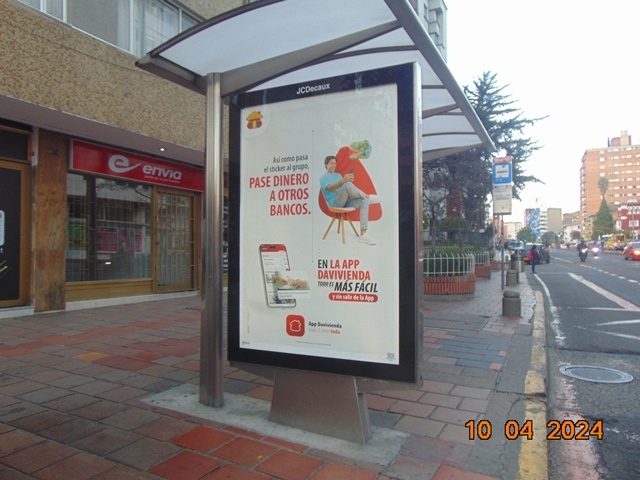 JCDecaux
envia
Así como pasa
el sticker al grupo,
PASE DINERO
A OTROS
BANCOS.
EN LA APP
DAVIVIENDA
TODO ES MÁS FÁCIL
y sin salir de la App
App Davivienda
10 04 2024